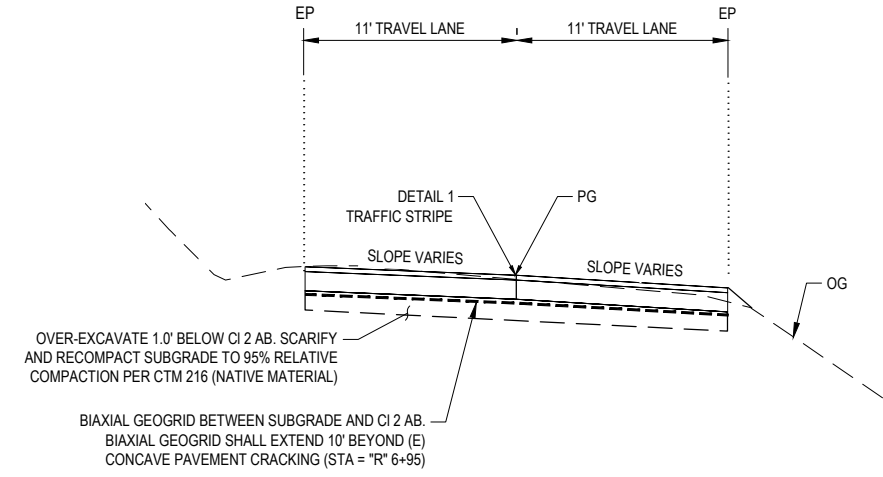 EP
EP
11' TRAVEL LANE
11' TRAVEL LANE
DETAIL 1
TRAFFIC STRIPE
PG
SLOPE VARIES
SLOPE VARIES
OG
OVER-EXCAVATE 1.0' BELOW Cl 2 AB. SCARIFY
AND RECOMPACT SUBGRADE TO 95% RELATIVE
COMPACTION PER CTM 216 (NATIVE MATERIAL)
BIAXIAL GEOGRID BETWEEN SUBGRADE AND Cl 2 AB.
BIAXIAL GEOGRID SHALL EXTEND 10' BEYOND (E)
CONCAVE PAVEMENT CRACKING (STA = "R" 6+95)